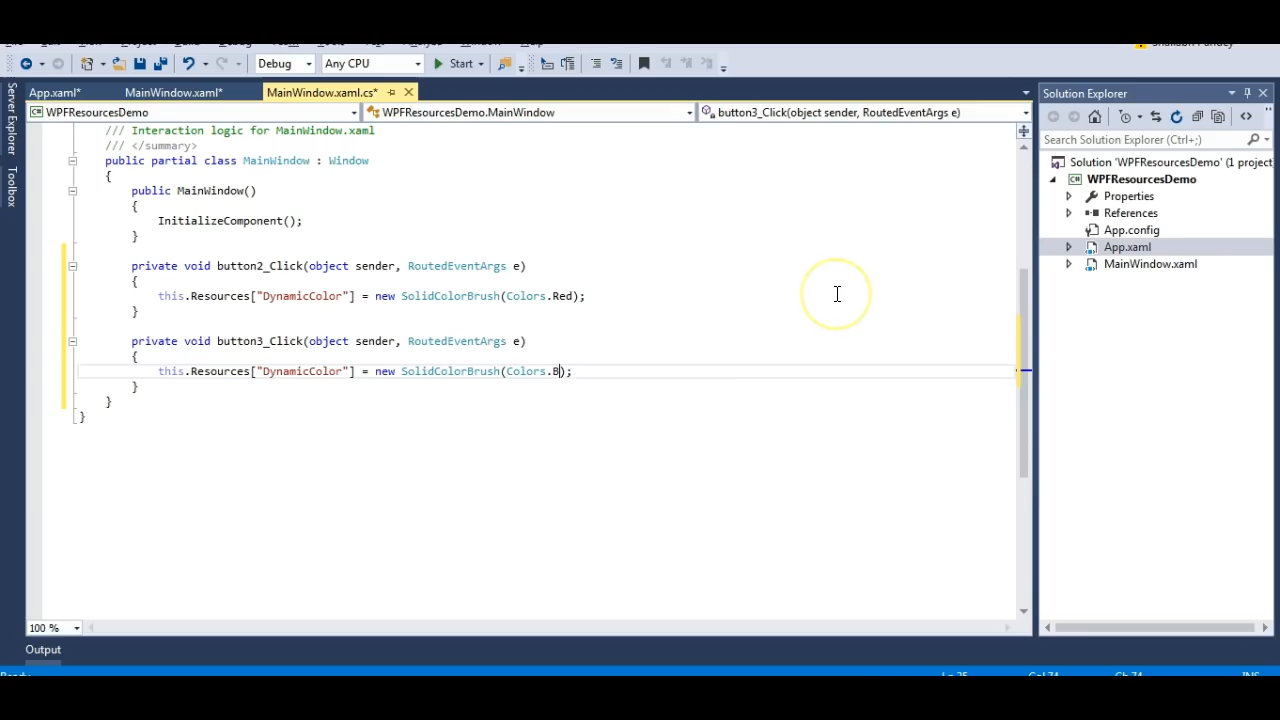 Debug
Any CPU
Start
App.xaml*
MainWindow.xaml*
MainWindow.xaml.cs*
Solution Explorer
WPFResourcesDemo
WPFResourcesDemo.MainWindow
button3_Click(object sender, RoutedEventArgs e)
Server Explorer
Toolbox
/// Interaction logic for MainWindow.xaml
/// </summary>
public partial class MainWindow : Window
{
public MainWindow()
{
InitializeComponent();
}
private void button2_Click(object sender, RoutedEventArgs e)
{
this.Resources["DynamicColor"] = new SolidColorBrush(Colors.Red);
}
private void button3_Click(object sender, RoutedEventArgs e)
{
this.Resources["DynamicColor"] = new SolidColorBrush(Colors.B);
}
}
}
Search Solution Explorer (Ctrl+;)
Solution 'WPFResourcesDemo' (1 project
WPFResourcesDemo
Properties
References
App.config
App.xaml
MainWindow.xaml
100 %
Output